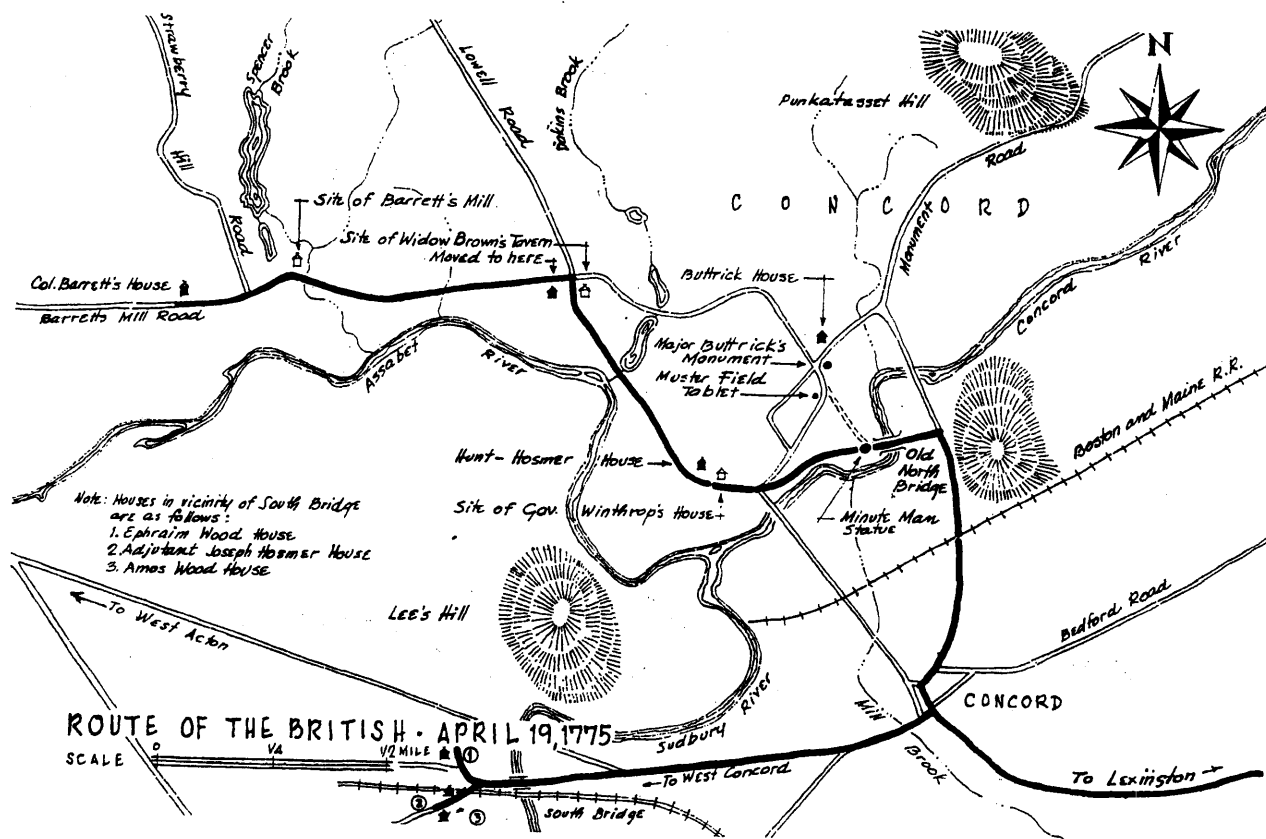 Strawberry
Hill
Road
Spencer
Brook
Lowell
Road
Dakins Brook
Punkatasset Hill
N
Monument
Road
CONCORD
Concord
River
Site of Barrett's Mill
Site of Widow Brown's Tavern
Moved to here
Buttrick House
Col. Barrett's House
Barretts Mill Road
Assabet
River
Major Buttrick's
Monument
Muster Field
Tablet
Boston and Maine R.R.
Hunt-Hosmer House
Old
North
Bridge
Site of Gov. Winthrop's House
Minute Man
Statue
Note: Houses in vicinity of South Bridge
are as follows:
1. Ephraim Wood House
2. Adjutant Joseph Hosmer House
3. Amos Wood House
To West Acton
Lee's Hill
Bedford Road
CONCORD
Mill
Brook
Sudbury
River
ROUTE OF THE BRITISH · APRIL 19, 1775
SCALE 0 1/4 1/2 MILE
1
2
3
To West Concord
South Bridge
To Lexington